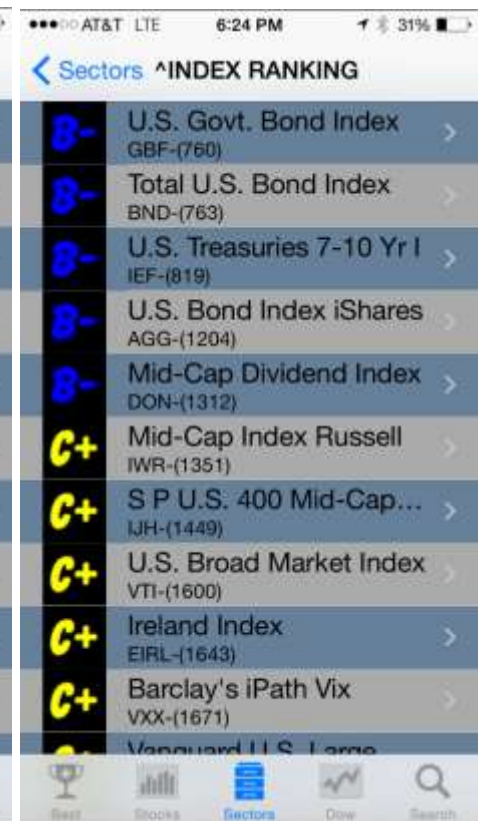 AT&T LTE 6:24 PM 31%
Sectors ^INDEX RANKING
B- U.S. Govt. Bond Index
GBF-(760)
B- Total U.S. Bond Index
BND-(763)
B- U.S. Treasuries 7-10 Yr I
IEF-(819)
B- U.S. Bond Index iShares
AGG-(1204)
B- Mid-Cap Dividend Index
DON-(1312)
C+ Mid-Cap Index Russell
IWR-(1351)
C+ S P U.S. 400 Mid-Cap...
IJH-(1449)
C+ U.S. Broad Market Index
VTI-(1600)
C+ Ireland Index
EIRL-(1643)
C+ Barclay's iPath Vix
VXX-(1671)
Vanguard U.S. Large
Best Stocks Sectors Dow Search